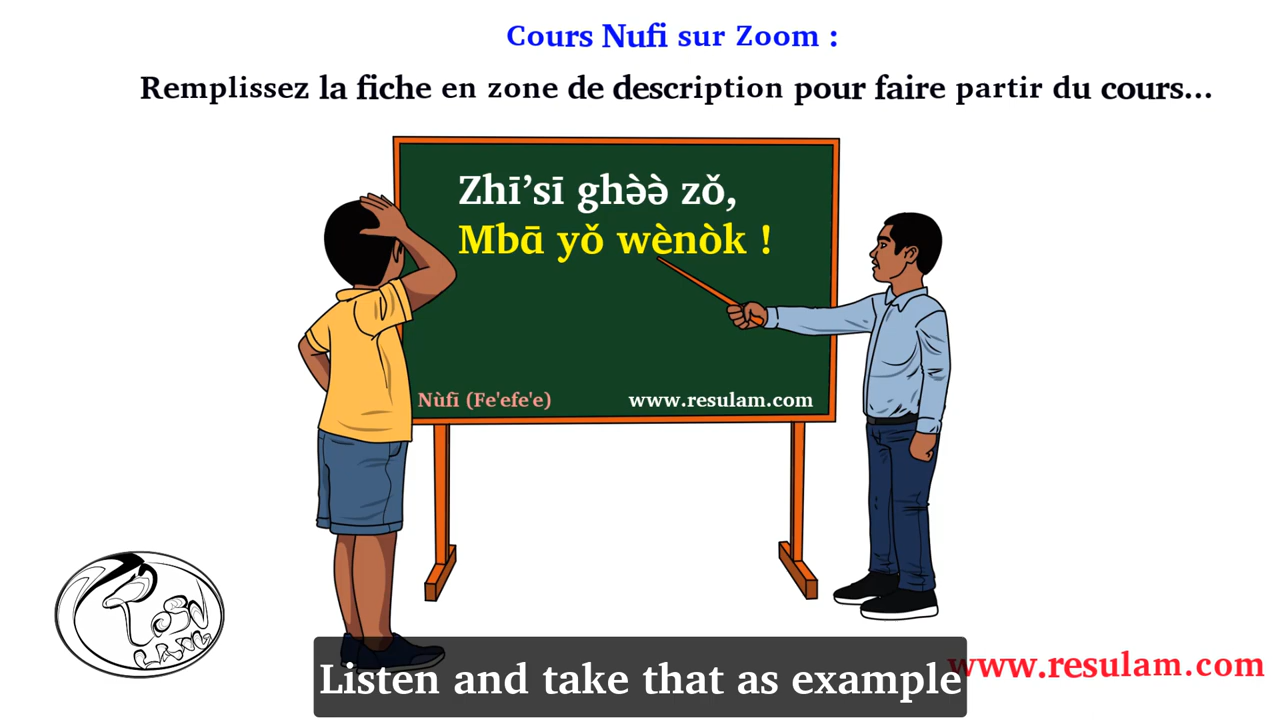 Cours Nufi sur Zoom :
Remplissez la fiche en zone de description pour faire partir du cours...
Zhī’sī ghə̀ə̀ zǒ,
Mbā yǒ wènòk !
Nùfī (Fe'efe'e)
www.resulam.com
www.resulam.com
Listen and take that as example